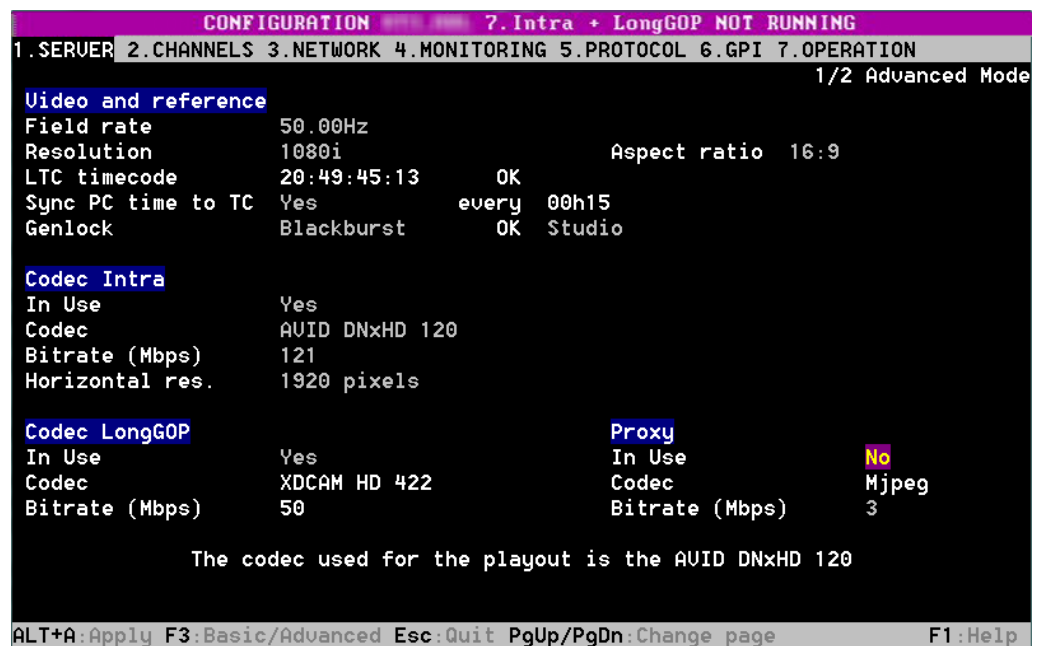 CONFIGURATION 7.Intra + LongGOP NOT RUNNING
1.SERVER 2.CHANNELS 3.NETWORK 4.MONITORING 5.PROTOCOL 6.GPI 7.OPERATION
1/2 Advanced Mode
Video and reference
Field rate 50.00Hz
Resolution 1080i Aspect ratio 16:9
LTC timecode 20:49:45:13 OK
Sync PC time to TC Yes every 00h15
Genlock Blackburst OK Studio
Codec Intra
In Use Yes
Codec AVID DNxHD 120
Bitrate (Mbps) 121
Horizontal res. 1920 pixels
Codec LongGOP Proxy
In Use Yes In Use No
Codec XDCAM HD 422 Codec Mjpeg
Bitrate (Mbps) 50 Bitrate (Mbps) 3
The codec used for the playout is the AVID DNxHD 120
ALT+A:Apply F3:Basic/Advanced Esc:Quit PgUp/PgDn:Change page F1:Help